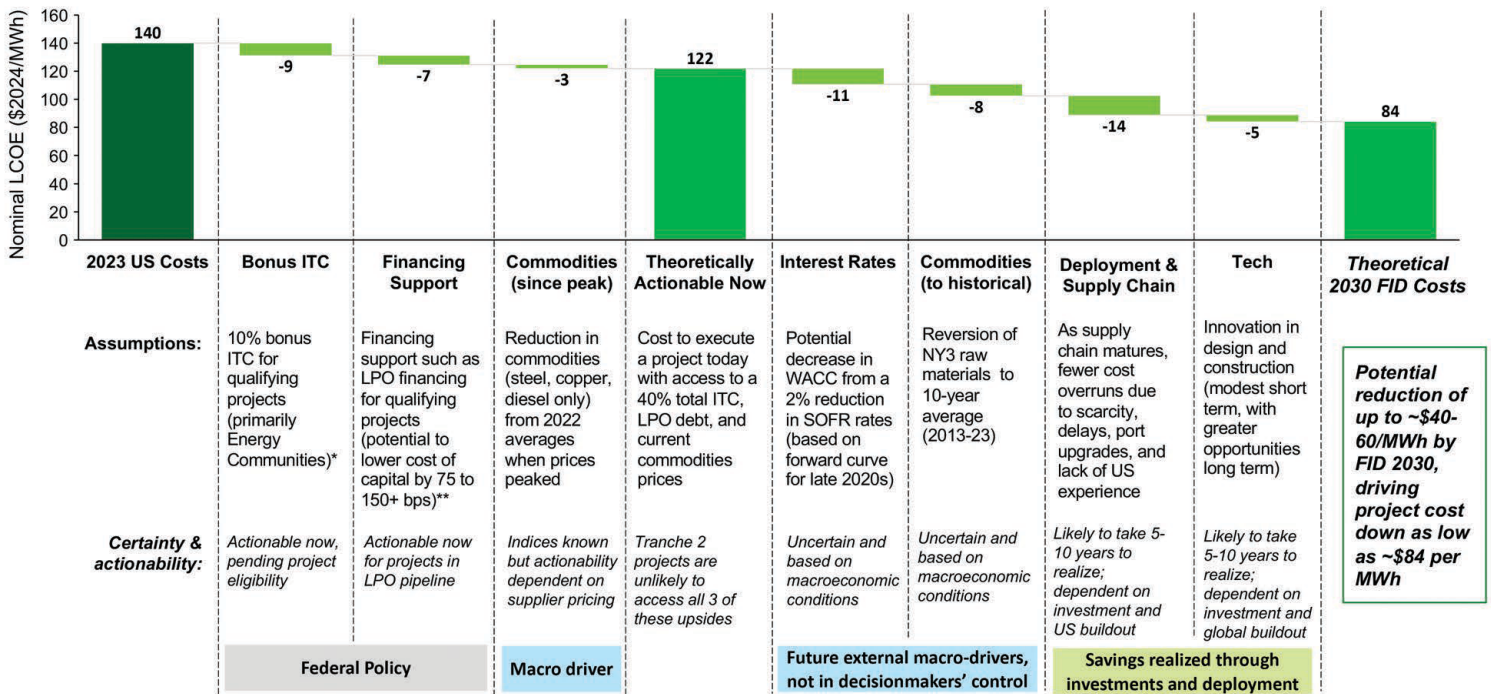 Nominal LCOE ($2024/MWh)
160
140
120
100
80
60
40
20
0
140
-9
-7
-3
122
-11
-8
-14
-5
84
2023 US Costs
Bonus ITC
Financing
Support
Commodities
(since peak)
Theoretically
Actionable Now
Interest Rates
Commodities
(to historical)
Deployment &
Supply Chain
Tech
Theoretical
2030 FID Costs
Assumptions:
10% bonus
ITC for
qualifying
projects
(primarily
Energy
Communities)*
Financing
support such as
LPO financing
for qualifying
projects
(potential to
lower cost of
capital by 75 to
150+ bps)**
Reduction in
commodities
(steel, copper,
diesel only)
from 2022
averages
when prices
peaked
Cost to execute
a project today
with access to a
40% total ITC,
LPO debt, and
current
commodities
prices
Potential
decrease in
WACC from a
2% reduction
in SOFR rates
(based on
forward curve
for late 2020s)
Reversion of
NY3 raw
materials to
10-year
average
(2013-23)
As supply
chain matures,
fewer cost
overruns due
to scarcity,
delays, port
upgrades, and
lack of US
experience
Innovation in
design and
construction
(modest short
term, with
greater
opportunities
long term)
Potential
reduction of
up to ~$40-
60/MWh by
FID 2030,
driving
project cost
down as low
as ~$84 per
MWh
Certainty &
actionability:
Actionable now,
pending project
eligibility
Actionable now
for projects in
LPO pipeline
Indices known
but actionability
dependent on
supplier pricing
Tranche 2
projects are
unlikely to
access all 3 of
these upsides
Uncertain and
based on
macroeconomic
conditions
Uncertain and
based on
macroeconomic
conditions
Likely to take 5-
10 years to
realize;
dependent on
investment and
US buildout
Likely to take
5-10 years to
realize;
dependent on
investment and
global buildout
Federal Policy
Macro driver
Future external macro-drivers,
not in decisionmakers' control
Savings realized through
investments and deployment